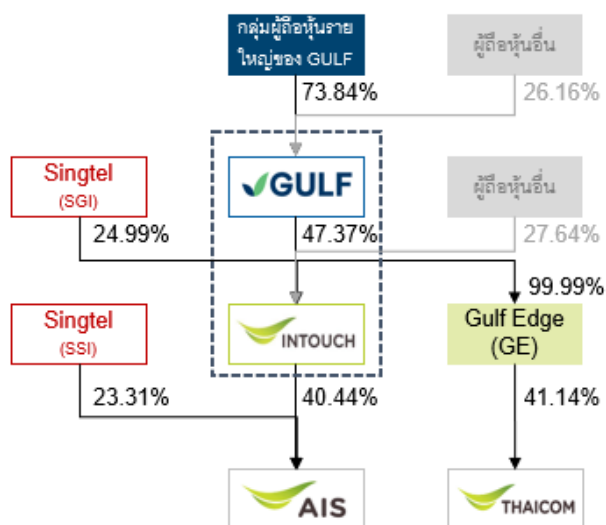 กลุ่มผู้ถือหุ้นราย
ใหญ่ของ GULF
ผู้ถือหุ้นอื่น
73.84%
26.16%
Singtel
(SGI)
GULF
ผู้ถือหุ้นอื่น
24.99%
47.37%
27.64%
99.99%
Singtel
(SSI)
INTOUCH
Gulf Edge
(GE)
23.31%
40.44%
41.14%
AIS
THAICOM